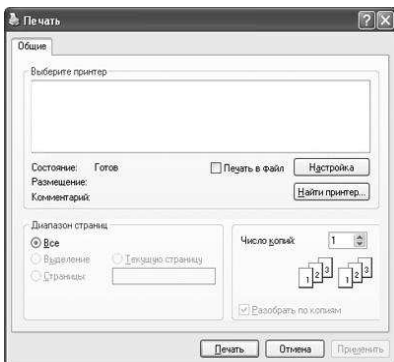 Печать
Общие
Выберите принтер
Состояние: Готов
Размещение:
Комментарий:
Печать в файл
Настройка
Найти принтер...
Диапазон страниц
Все
Выделение Текущую страницу
Страницы:
Число копий: 1
1 2 3 1 2 3
Разобрать по копиям
Печать Отмена Применить